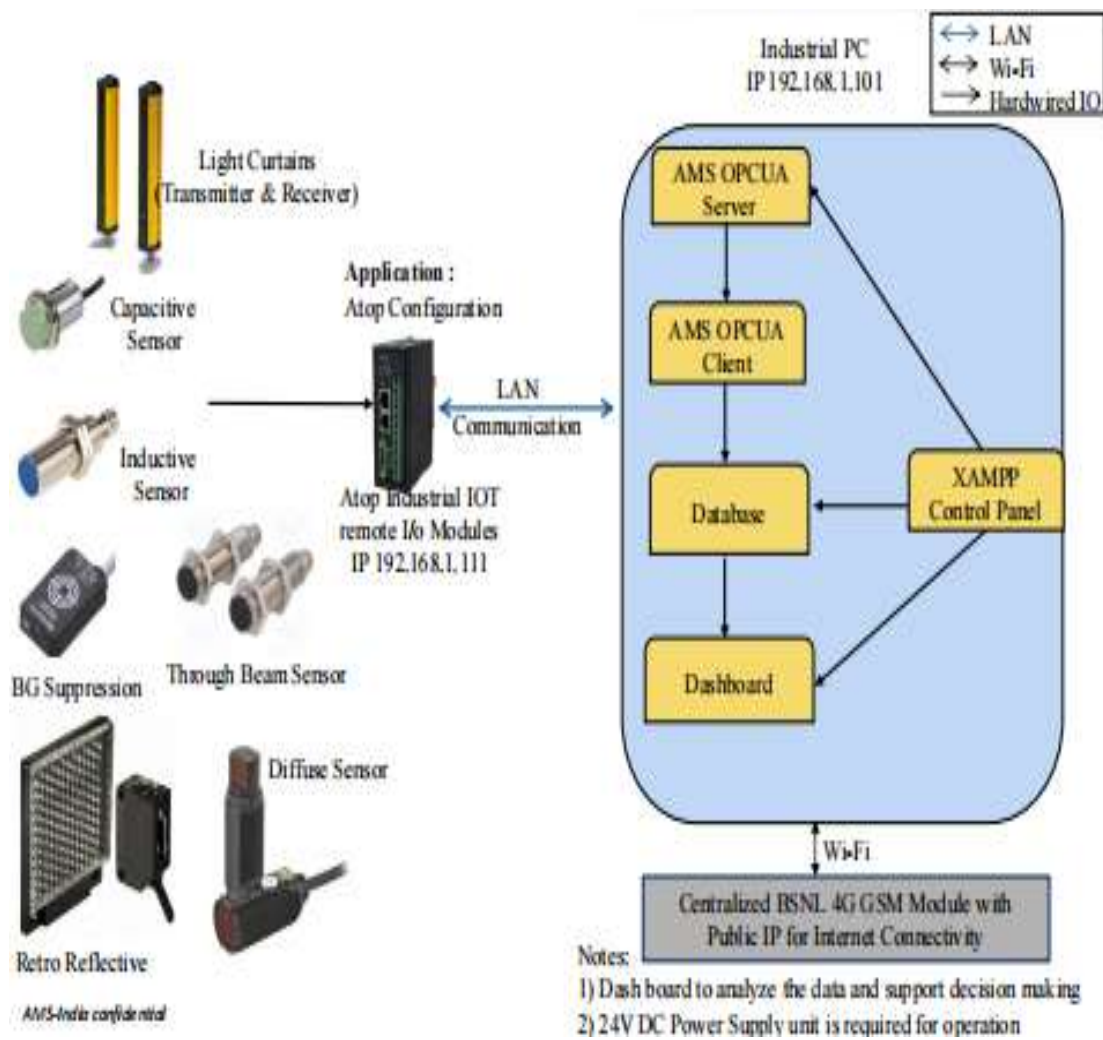 Industrial PC
IP 192.168.1.101
LAN
Wi-Fi
Hardwired IO
Light Curtains
(Transmitter & Receiver)
Capacitive
Sensor
Inductive
Sensor
BG Suppression
Through Beam Sensor
Retro Reflective
Diffuse Sensor
AMS-India confidential
Application :
Atop Configuration
Atop Industrial IOT
remote I/o Modules
IP 192.168.1.111
LAN
Communication
AMS OPCUA
Server
AMS OPCUA
Client
Database
Dashboard
XAMPP
Control Panel
Wi-Fi
Centralized BSNL 4G GSM Module with
Public IP for Internet Connectivity
Notes:
1) Dash board to analyze the data and support decision making
2) 24V DC Power Supply unit is required for operation